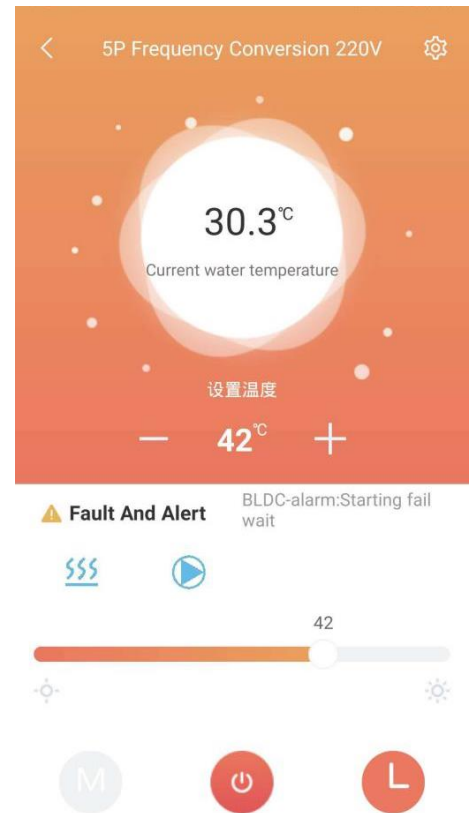 5P Frequency Conversion 220V
30.3℃
Current water temperature
设置温度
42℃
Fault And Alert
BLDC-alarm:Starting fail
wait
42
M